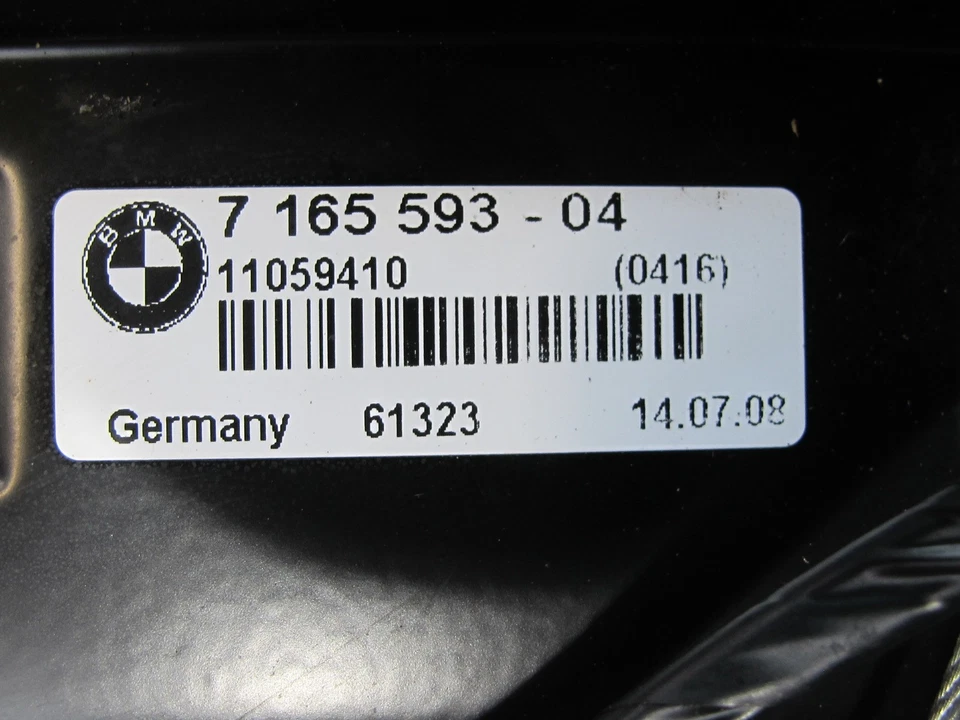 BMW
7 165 593 - 04
11059410 (0416)
Germany 61323 14.07.08